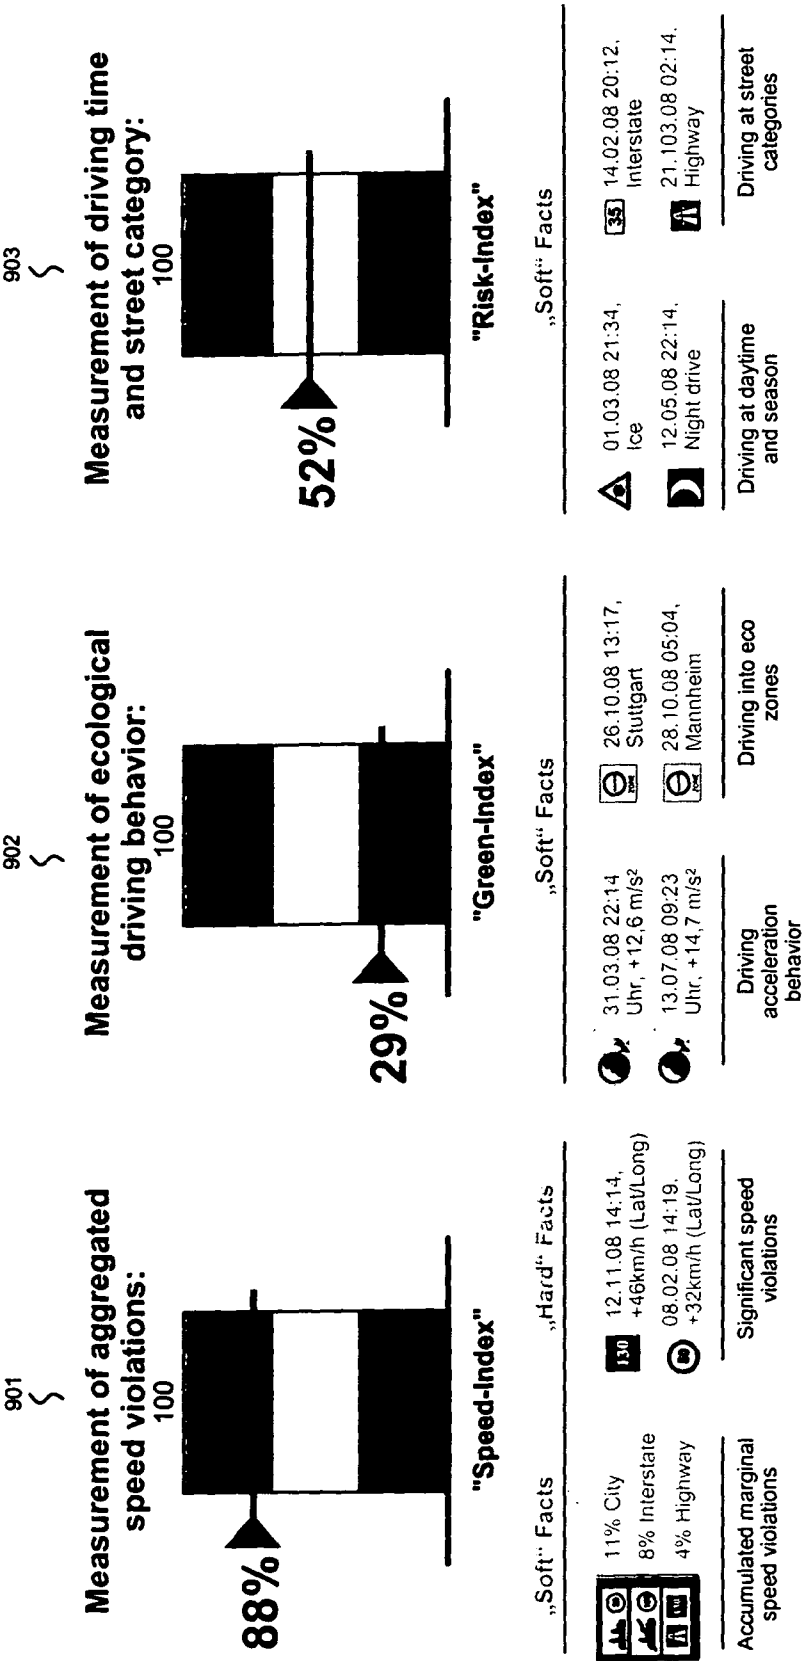 901
Measurement of aggregated
speed violations:
100
88%
"Speed-Index"
„Soft“ Facts
„Hard“ Facts
11% City
8% Interstate
4% Highway
130
12.11.08 14:14,
+46km/h (Lat/Long)
08.02.08 14:19.
+32km/h (Lat/Long)
Accumulated marginal
speed violations
Significant speed
violations
902
Measurement of ecological
driving behavior:
100
29%
"Green-Index"
„Soft“ Facts
31.03.08 22:14
Uhr, +12,6 m/s²
13.07.08 09:23
Uhr, +14,7 m/s²
ZONE
26.10.08 13:17,
Stuttgart
ZONE
28.10.08 05:04,
Mannheim
Driving
acceleration
behavior
Driving into eco
zones
903
Measurement of driving time
and street category:
100
52%
"Risk-Index"
„Soft“ Facts
01.03.08 21:34,
Ice
12.05.08 22:14.
Night drive
35
14.02.08 20:12.
Interstate
21.103.08 02:14.
Highway
Driving at daytime
and season
Driving at street
categories